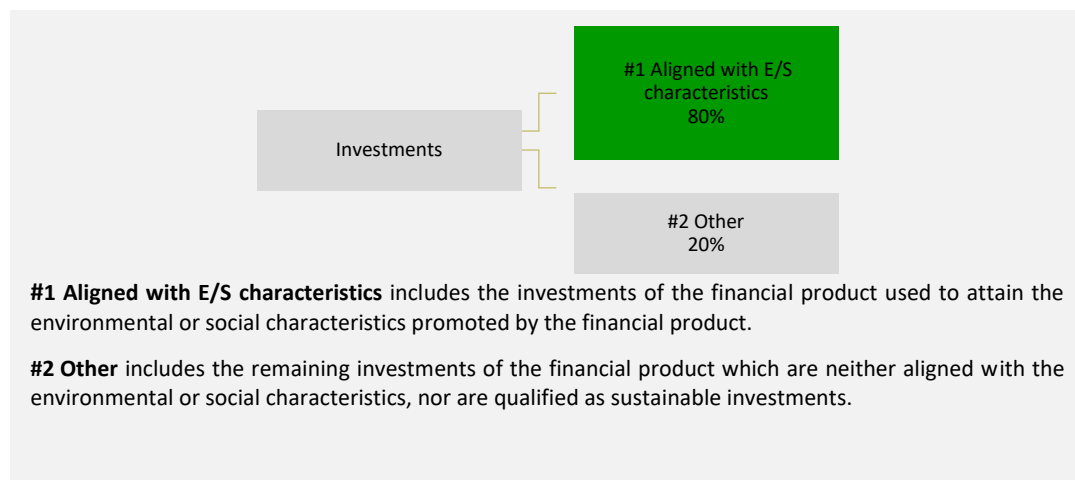 #1 Aligned with E/S
characteristics
80%
Investments
#2 Other
20%
#1 Aligned with E/S characteristics includes the investments of the financial product used to attain the
environmental or social characteristics promoted by the financial product.
#2 Other includes the remaining investments of the financial product which are neither aligned with the
environmental or social characteristics, nor are qualified as sustainable investments.